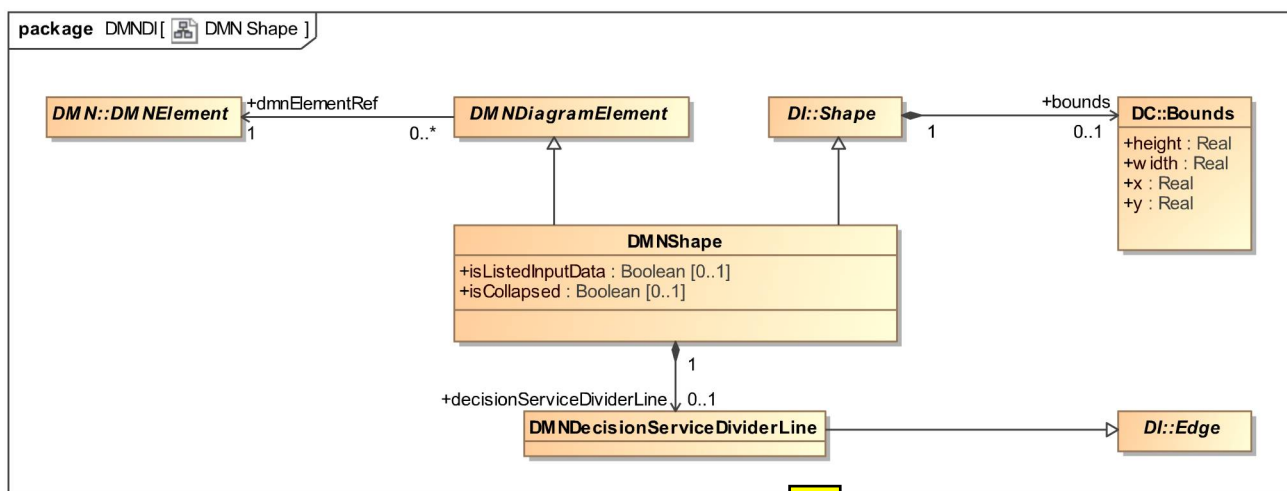 package DMNDI[ DMN Shape ]
DMN::DMNElement
+dmnElementRef
1
0..*
DMNDiagramElement
DI::Shape
1
+bounds
0..1
DC::Bounds
+height : Real
+width : Real
+x : Real
+y : Real
DMNShape
+isListedInputData : Boolean [0..1]
+isCollapsed : Boolean [0..1]
1
+decisionServiceDividerLine
0..1
DMNDecisionServiceDividerLine
DI::Edge